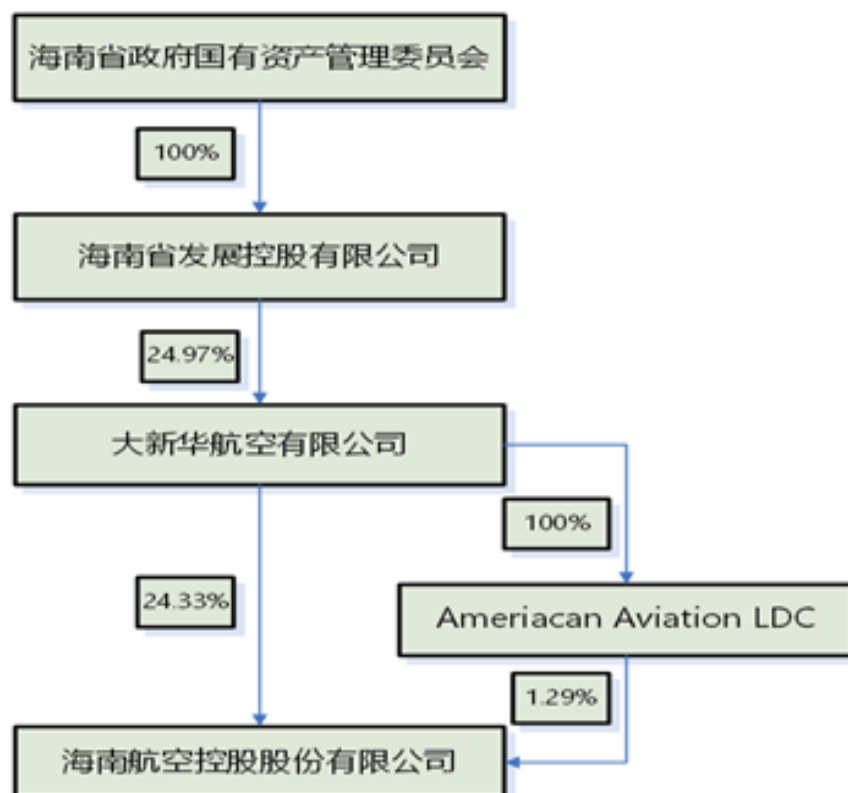 海南省政府国有资产管理委员会
100%
海南省发展控股有限公司
24.97%
大新华航空有限公司
100%
24.33%
Ameriacan Aviation LDC
1.29%
海南航空控股股份有限公司